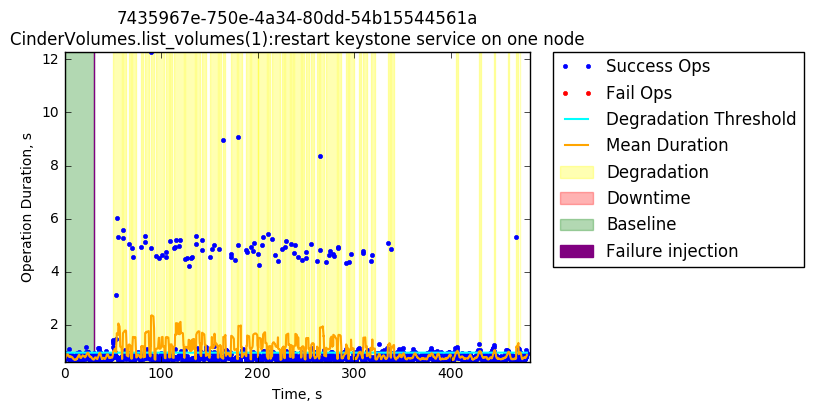 7435967e-750e-4a34-80dd-54b15544561a
CinderVolumes.list_volumes(1):restart keystone service on one node
12
10
8
6
4
2
Operation Duration, s
0
100
200
300
400
Time, s
Success Ops
Fail Ops
Degradation Threshold
Mean Duration
Degradation
Downtime
Baseline
Failure injection